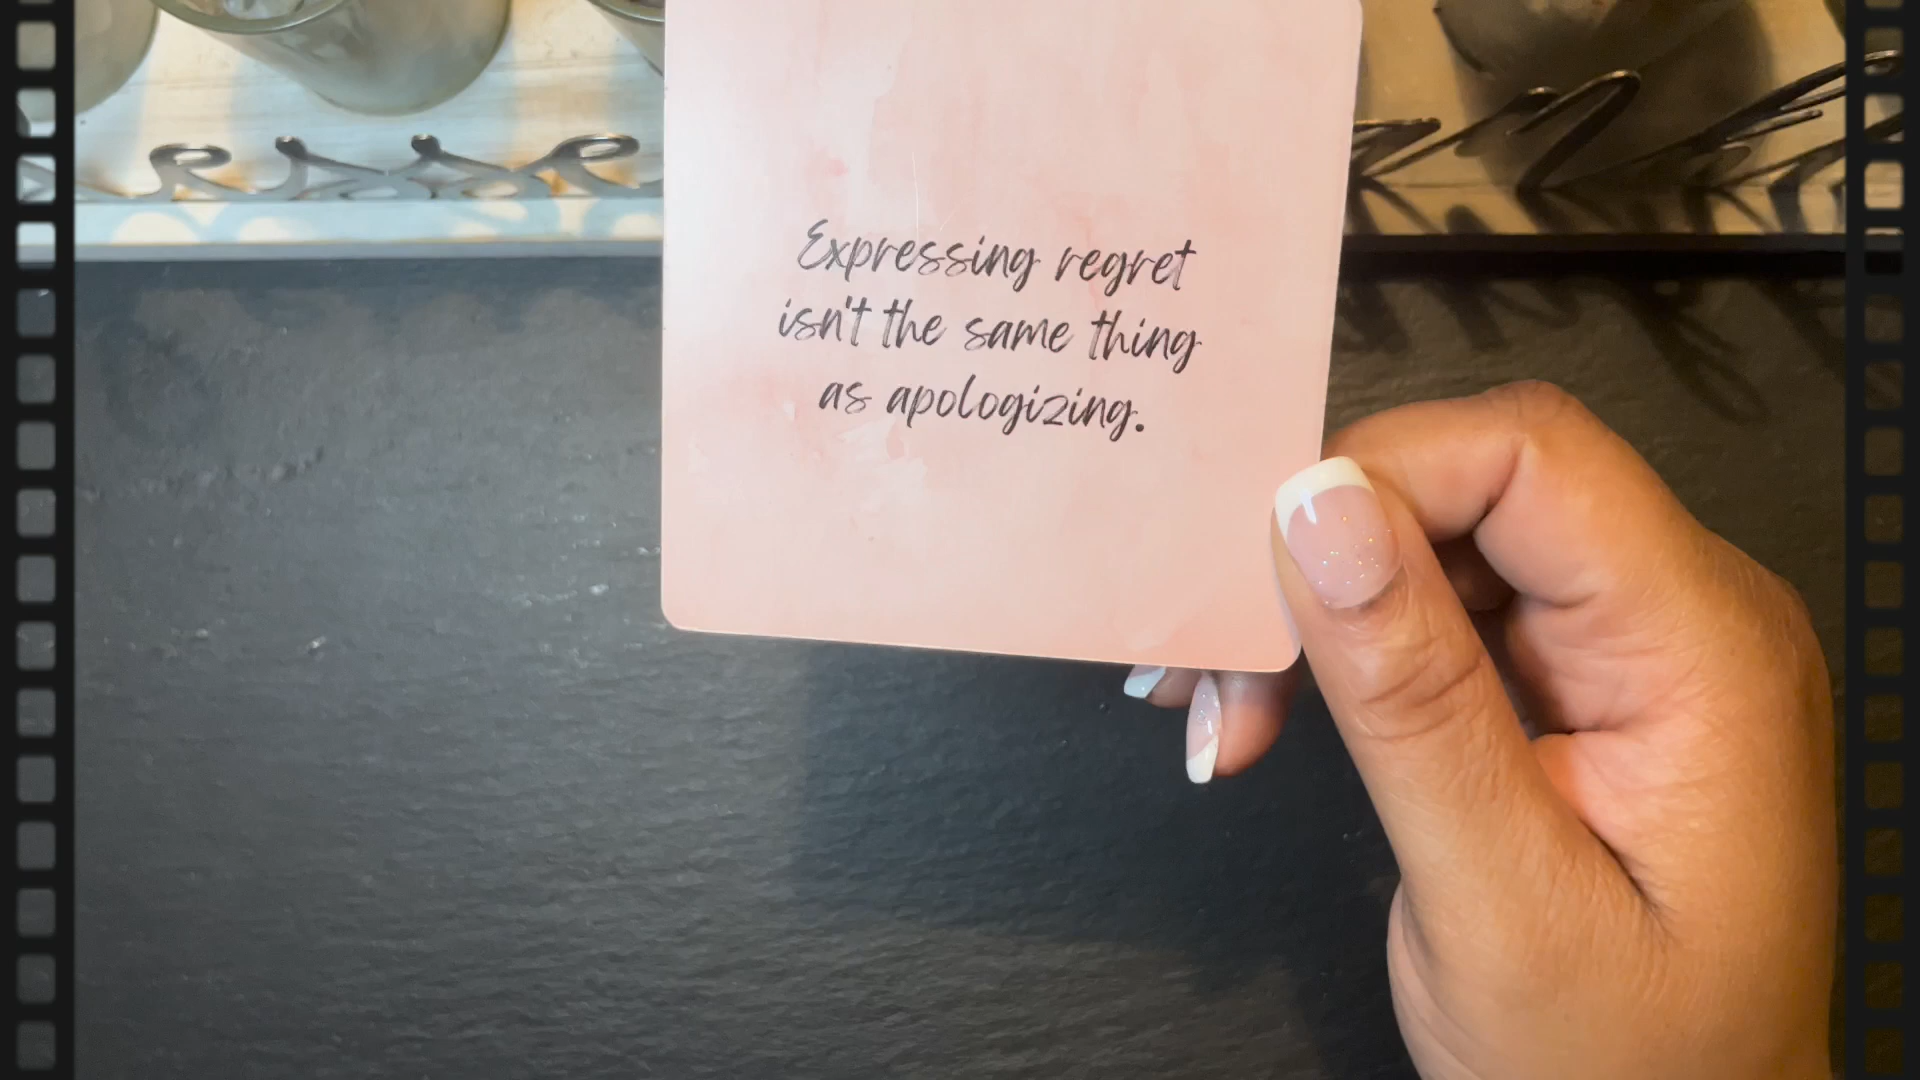 Expressing regret
isn't the same thing
as apologizing.